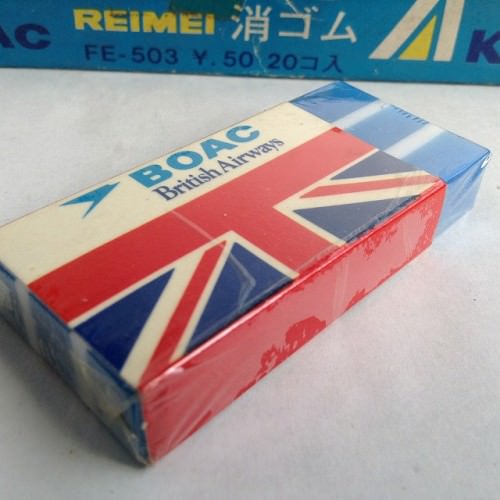 AC REIMEI 消ゴム K
FE-503 ¥.50 20コ入
BOAC
British Airways